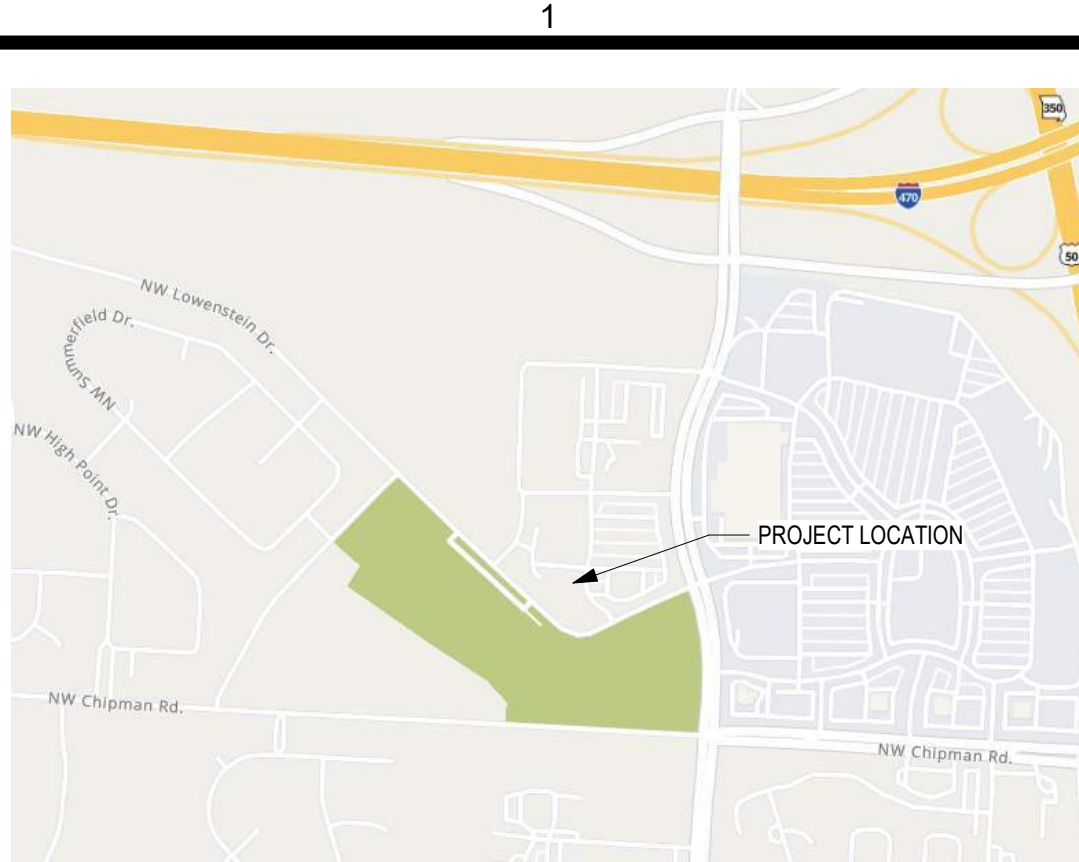 1
350
470
50
NW Lowenstein Dr.
NW Summerfield Dr.
NW High Point Dr.
PROJECT LOCATION
NW Chipman Rd.
NW Chipman Rd.